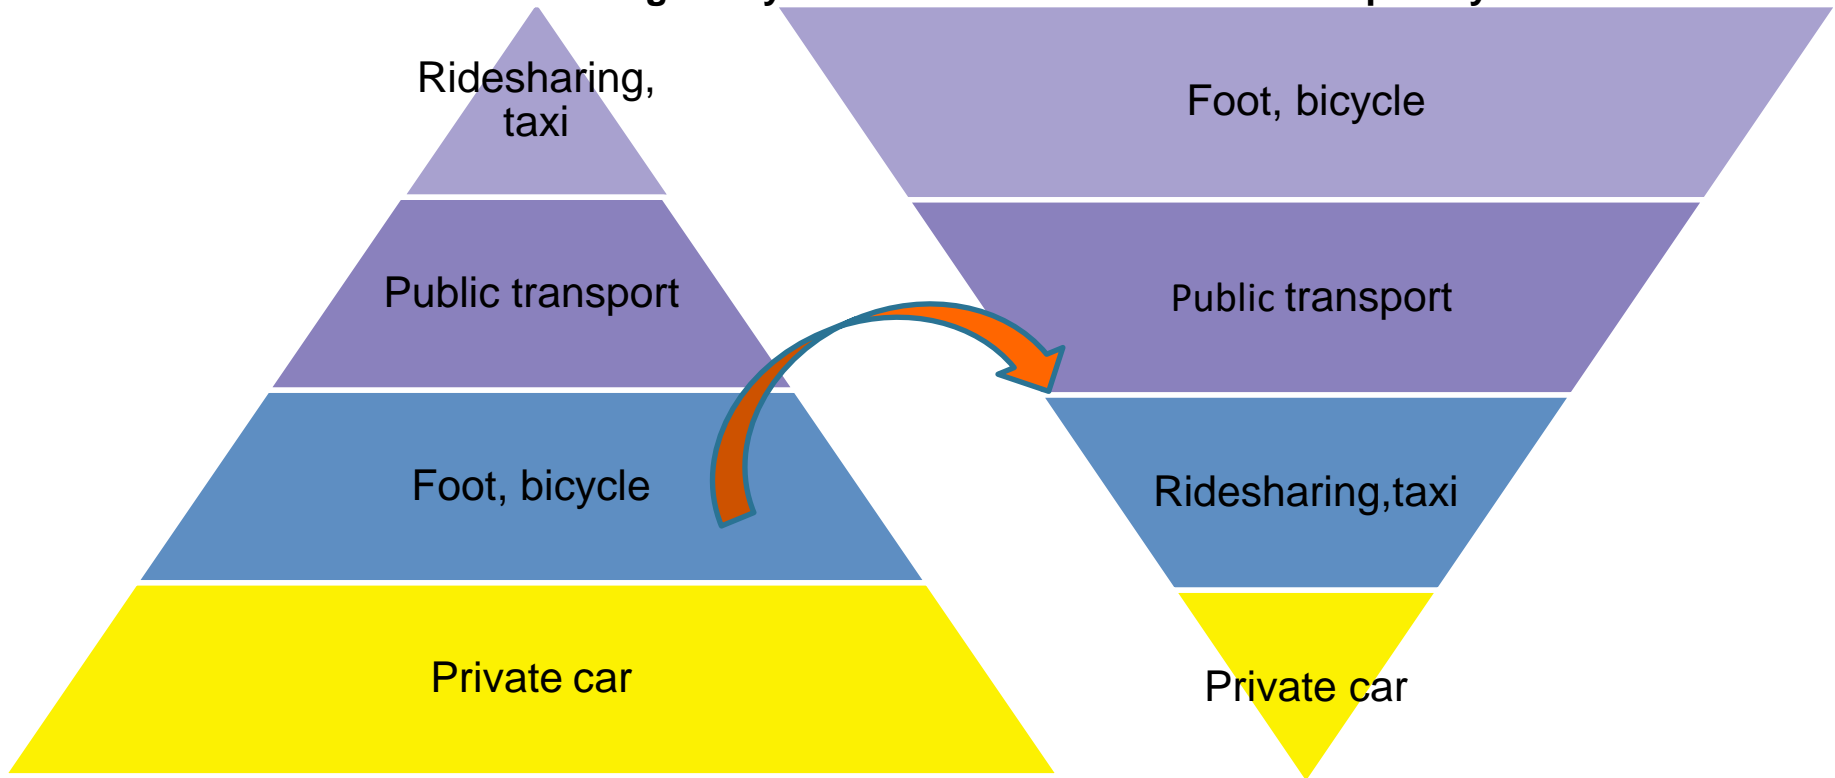 Ridesharing,
taxi
Public transport
Foot, bicycle
Private car
Foot, bicycle
Public transport
Ridesharing,taxi
Private car